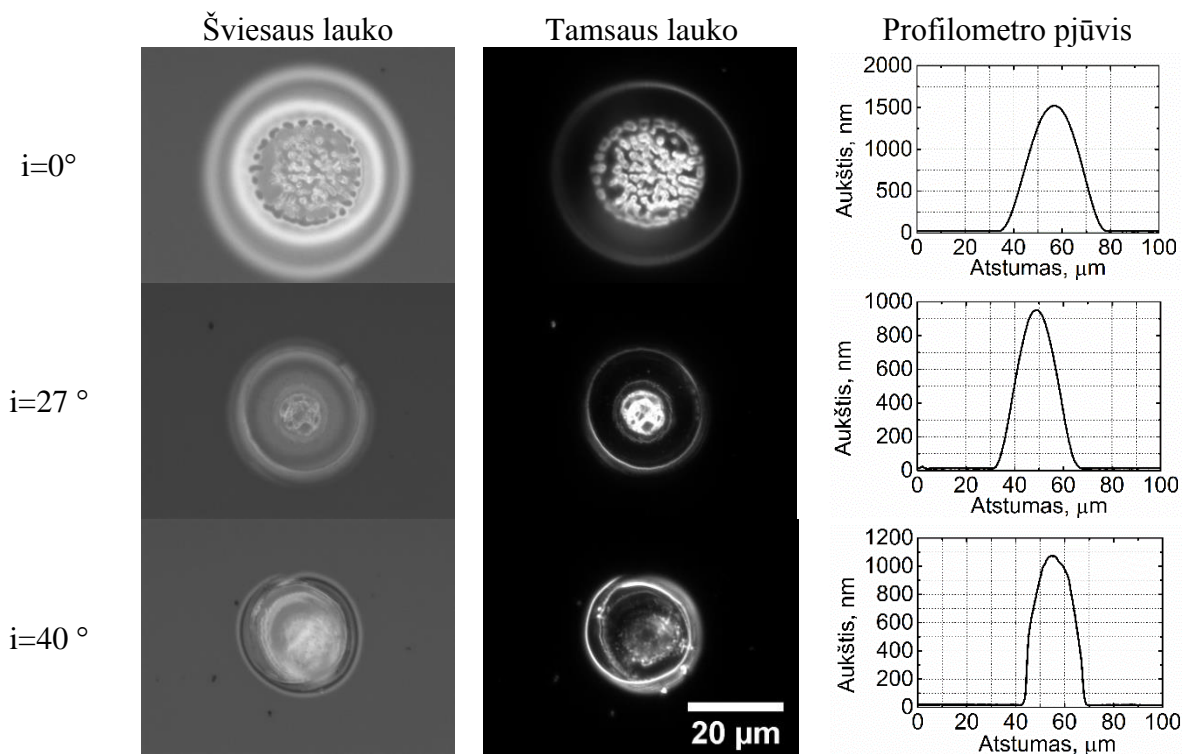 Šviesaus lauko Tamsaus lauko Profilometro pjūvis
i=0°
2000
1500
1000
500
0
Aukštis, nm
0 20 40 60 80 100
Atstumas, µm
i=27 °
1000
800
600
400
200
0
Aukštis, nm
0 20 40 60 80 100
Atstumas, µm
i=40 °
20 µm
1200
1000
800
600
400
200
0
Aukštis, nm
0 20 40 60 80 100
Atstumas, µm